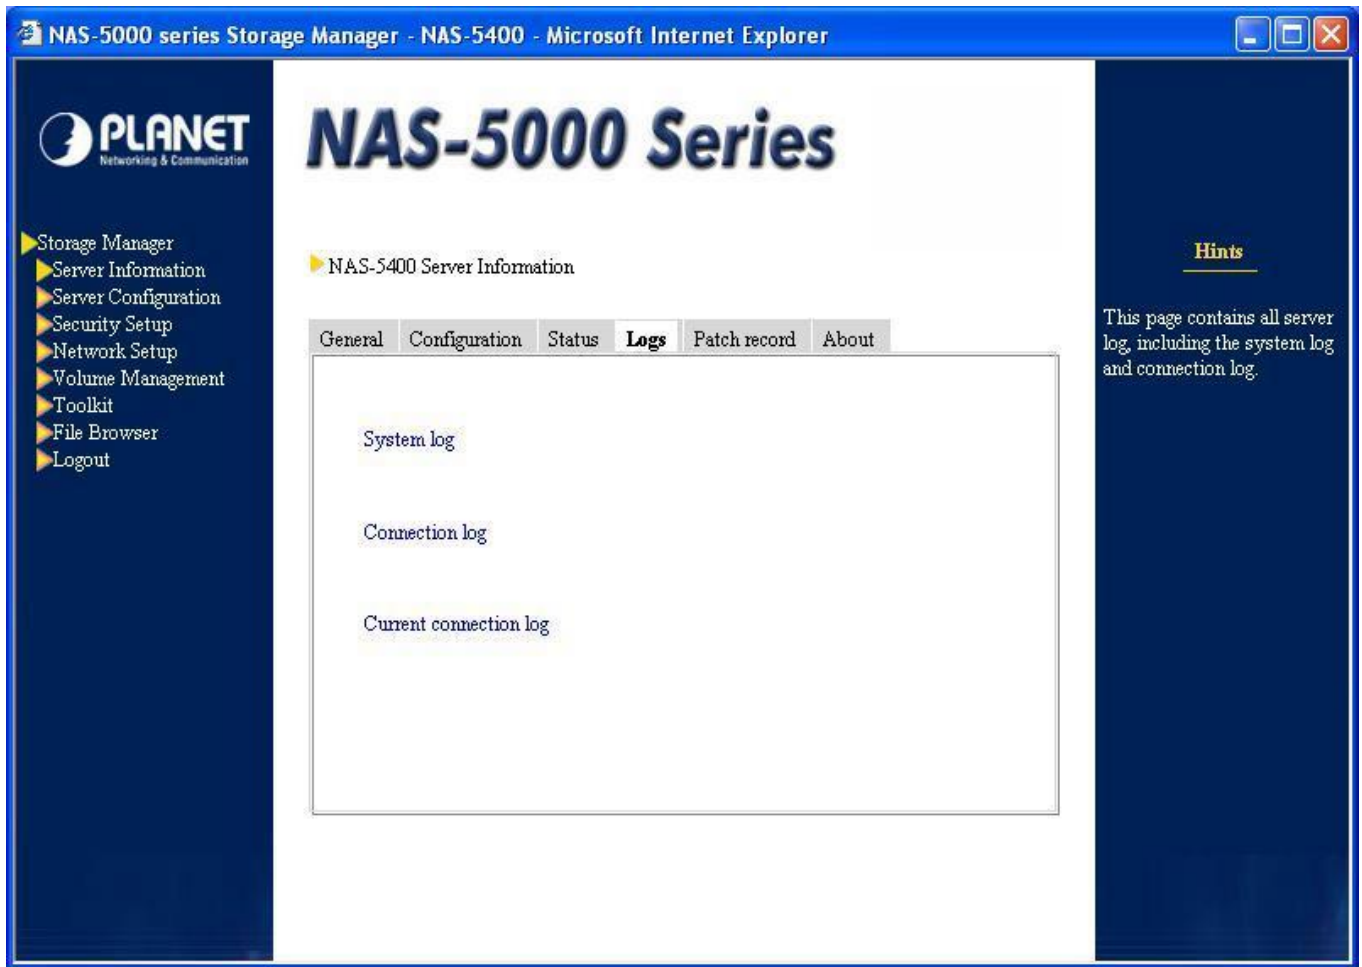 NAS-5000 series Storage Manager - NAS-5400 - Microsoft Internet Explorer
PLANET
Networking & Communication
NAS-5000 Series
Storage Manager
Server Information
Server Configuration
Security Setup
Network Setup
Volume Management
Toolkit
File Browser
Logout
NAS-5400 Server Information
General Configuration Status Logs Patch record About
System log
Connection log
Current connection log
Hints
This page contains all server
log, including the system log
and connection log.